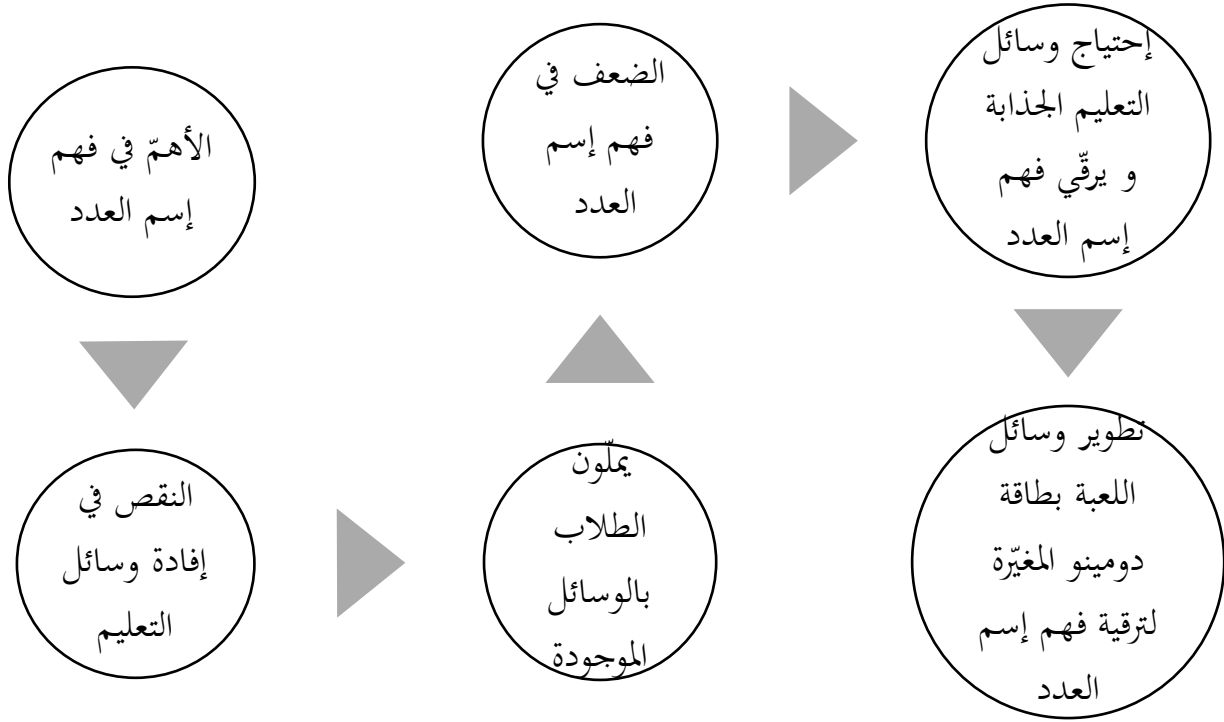 الأهمّ في فهم
إسم العدد
النقص في
إفادة وسائل
التعليم
يملّون
الطلاب
بالوسائل
الموجودة
الضعف في
فهم إسم
العدد
إحتياج وسائل
التعليم الجذابة
و يرقّي فهم
إسم العدد
تطوير وسائل
اللعبة بطاقة
دومينو المغيّرة
لترقية فهم إسم
العدد